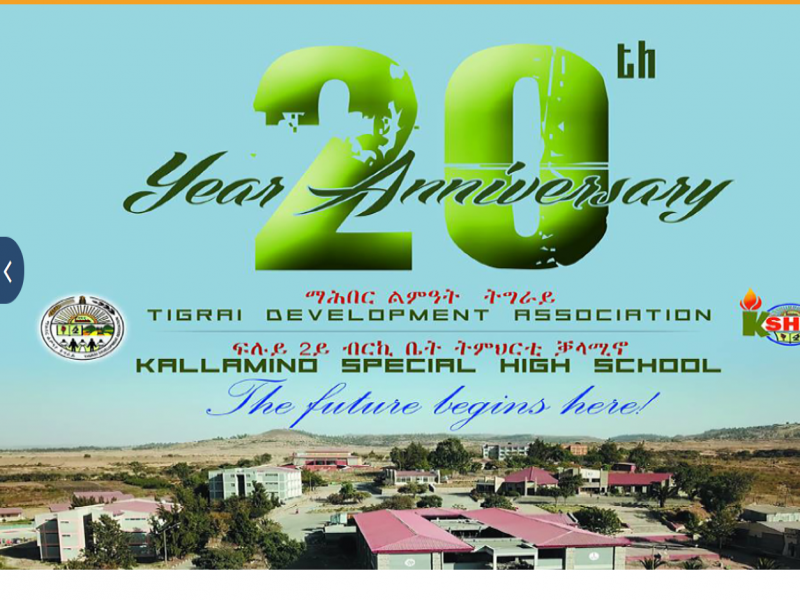 20th
Year Anniversary
ማሕበር ልምዓት ትግራይ
TIGRAI DEVELOPMENT ASSOCIATION
ፍሉይ 2ይ ብርኪ ቤት ትምህርቲ ቓላሚኖ
KALLAMINO SPECIAL HIGH SCHOOL
The future begins here!
KSH